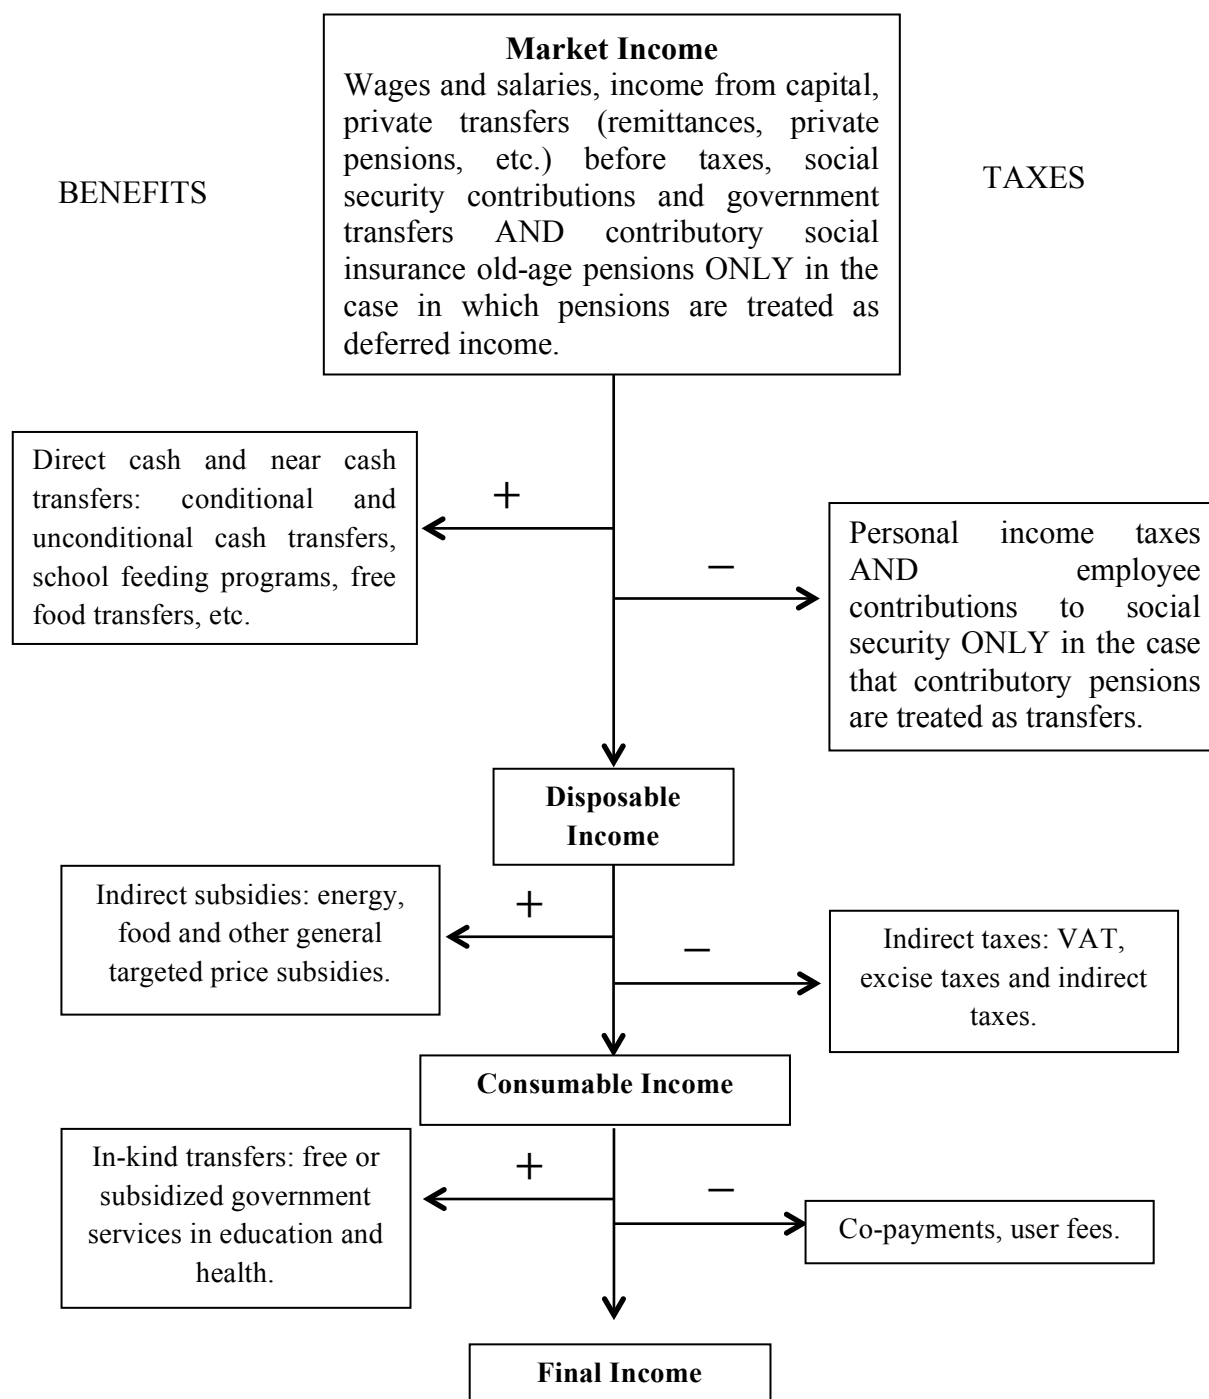 Market Income
Wages and salaries, income from capital,
private transfers (remittances, private
pensions, etc.) before taxes, social
security contributions and government
transfers AND contributory social
insurance old-age pensions ONLY in the
case in which pensions are treated as
deferred income.
BENEFITS
TAXES
Direct cash and near cash
transfers: conditional and
unconditional cash transfers,
school feeding programs, free
food transfers, etc.
+
−
Personal income taxes
AND employee
contributions to social
security ONLY in the case
that contributory pensions
are treated as transfers.
Disposable
Income
Indirect subsidies: energy,
food and other general
targeted price subsidies.
+
−
Indirect taxes: VAT,
excise taxes and indirect
taxes.
Consumable Income
In-kind transfers: free or
subsidized government
services in education and
health.
+
−
Co-payments, user fees.
Final Income